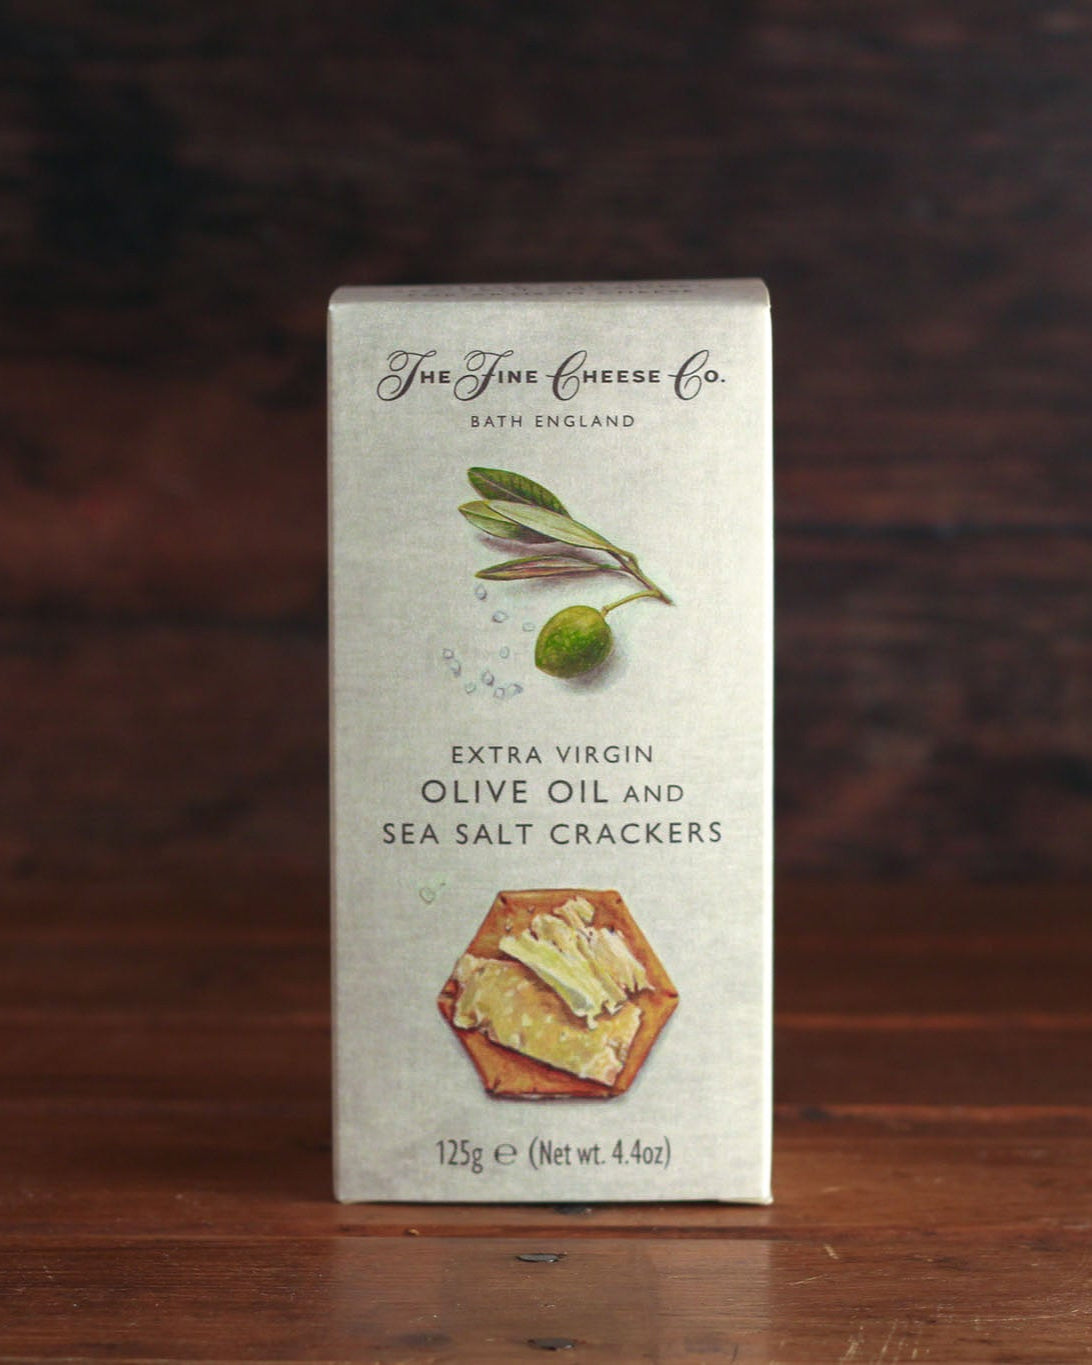 THE FINE CHEESE CO.
BATH ENGLAND
EXTRA VIRGIN
OLIVE OIL AND
SEA SALT CRACKERS
125g ℮ (Net wt. 4.4oz)